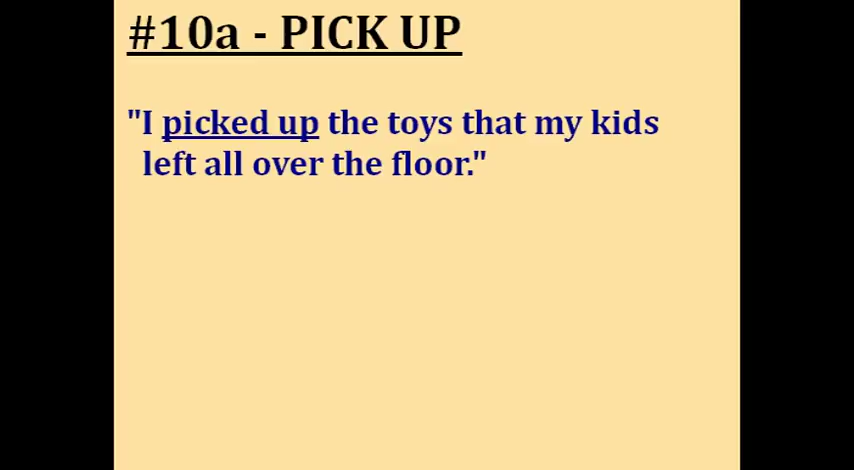 #10a - PICK UP
"I picked up the toys that my kids
left all over the floor."